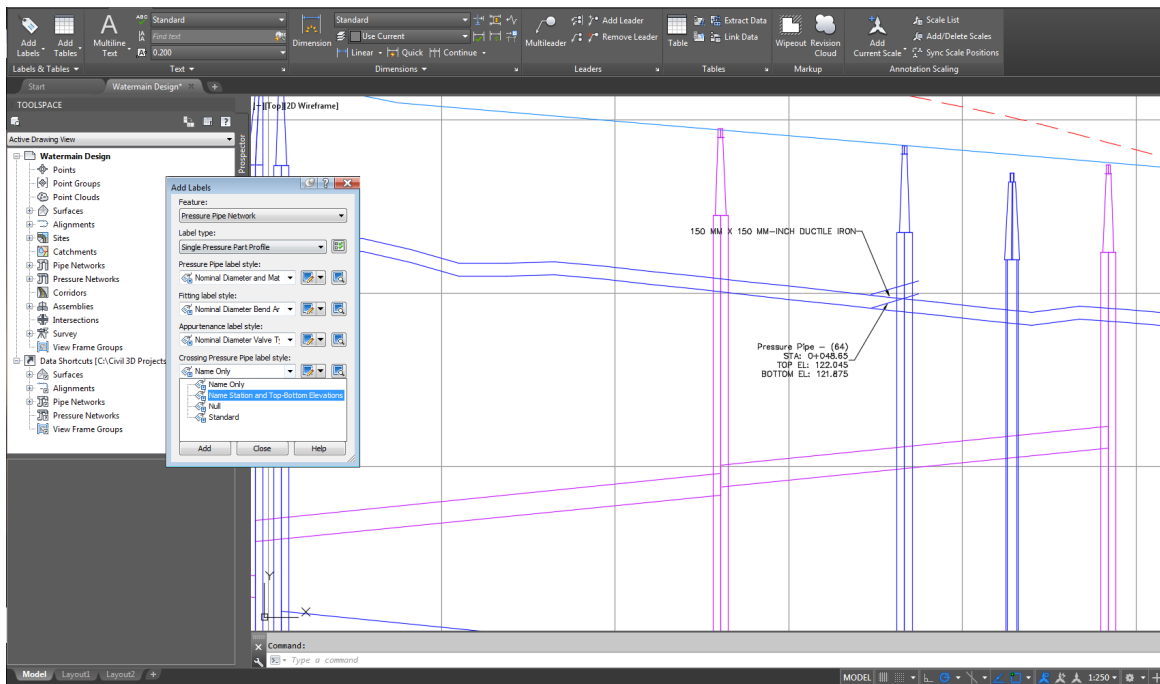 Add Labels
Add Tables
Labels & Tables
Multiline Text
Standard
Find text
0.200
Text
Dimension
Standard
Use Current
Linear
Quick
Continue
Dimensions
Multileader
Add Leader
Remove Leader
Leaders
Table
Extract Data
Link Data
Tables
Wipeout
Revision Cloud
Markup
Add Current Scale
Scale List
Add/Delete Scales
Sync Scale Positions
Annotation Scaling
Start
Watermain Design*
TOOLSPACE
Active Drawing View
Prospector
Watermain Design
Points
Point Groups
Point Clouds
Surfaces
Alignments
Sites
Catchments
Pipe Networks
Pressure Networks
Corridors
Assemblies
Intersections
Survey
View Frame Groups
Data Shortcuts [C:\Civil 3D Projects
Surfaces
Alignments
Pipe Networks
Pressure Networks
View Frame Groups
Add Labels
Feature:
Pressure Pipe Network
Label type:
Single Pressure Part Profile
Pressure Pipe label style:
Nominal Diameter and Mat
Fitting label style:
Nominal Diameter Bend Ar
Appurtenance label style:
Nominal Diameter Valve T
Crossing Pressure Pipe label style:
Name Only
Name Only
Name Station and Top-Bottom Elevations
Null
Standard
Add
Close
Help
[−][Top][2D Wireframe]
150 MM X 150 MM-INCH DUCTILE IRON
Pressure Pipe - (64)
STA: 0+048.65
TOP EL: 122.045
BOTTOM EL: 121.875
Y
X
Command:
Type a command
Model
Layout1
Layout2
MODEL
1:250